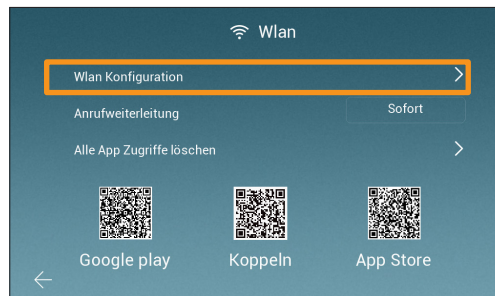 Wlan
Wlan Konfiguration
Anrufweiterleitung Sofort
Alle App Zugriffe löschen
Google play Koppeln App Store